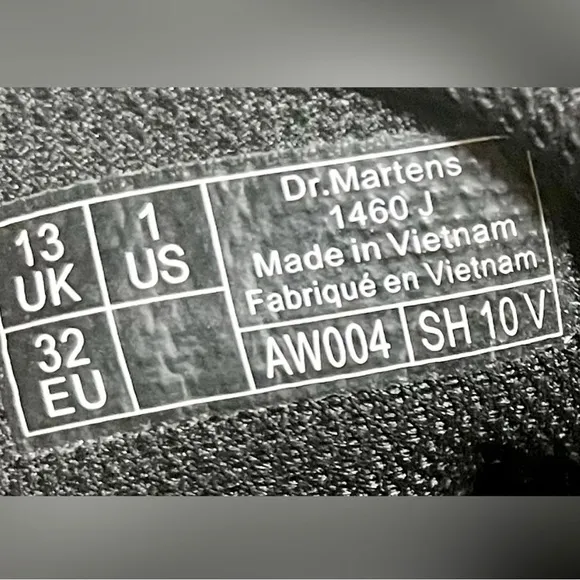 13
UK
1
US
32
EU
Dr.Martens
1460 J
Made in Vietnam
Fabriqué en Vietnam
AW004
SH 10 V